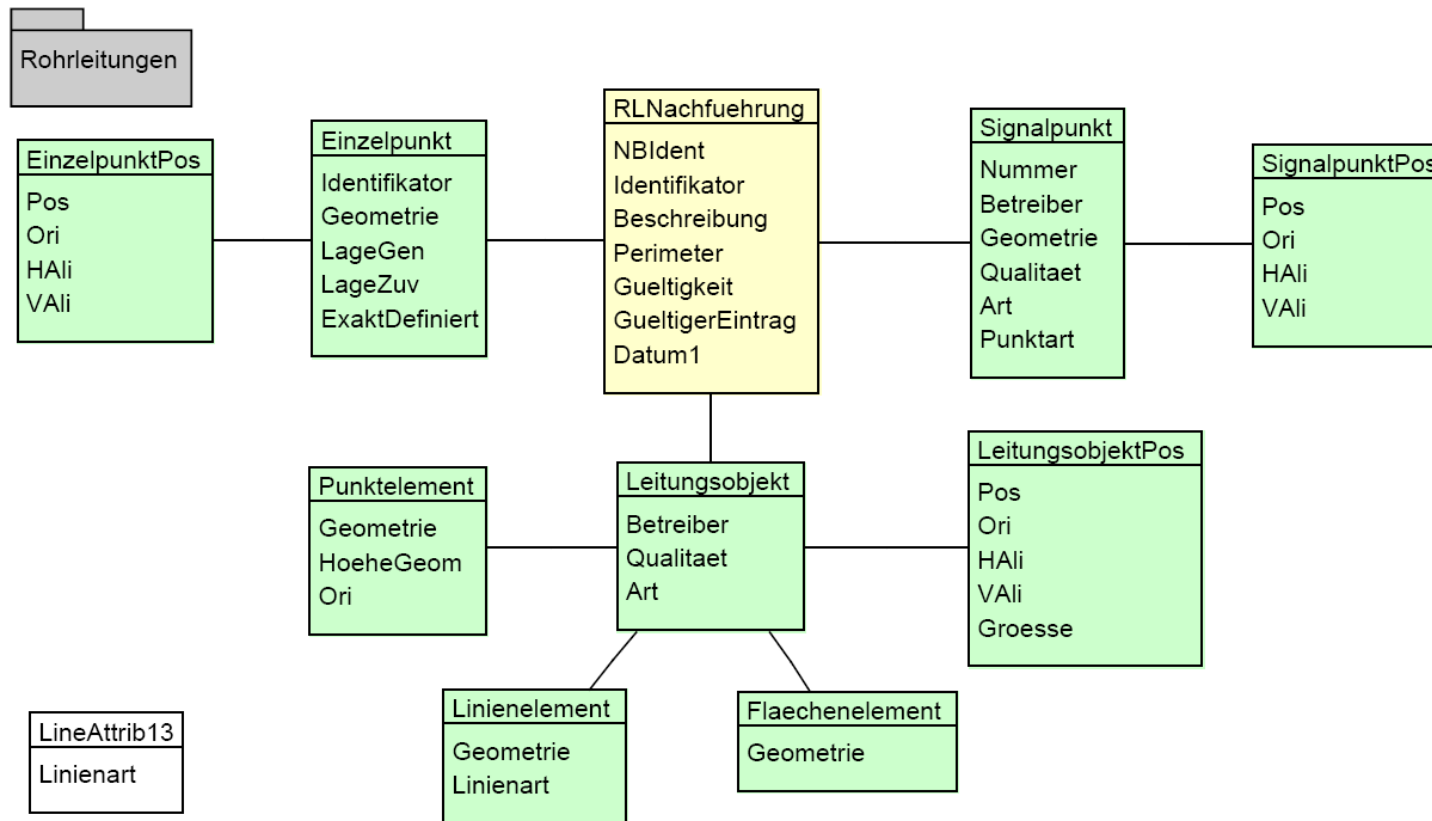 Rohrleitungen
EinzelpunktPos
Pos
Ori
HAli
VAli
Einzelpunkt
Identifikator
Geometrie
LageGen
LageZuv
ExaktDefiniert
RLNachfuehrung
NBIdent
Identifikator
Beschreibung
Perimeter
Gueltigkeit
GueltigerEintrag
Datum1
Signalpunkt
Nummer
Betreiber
Geometrie
Qualitaet
Art
Punktart
SignalpunktPos
Pos
Ori
HAli
VAli
Punktelement
Geometrie
HoeheGeom
Ori
Leitungsobjekt
Betreiber
Qualitaet
Art
LeitungsobjektPos
Pos
Ori
HAli
VAli
Groesse
Linienelement
Geometrie
Linienart
Flaechenelement
Geometrie
LineAttrib13
Linienart